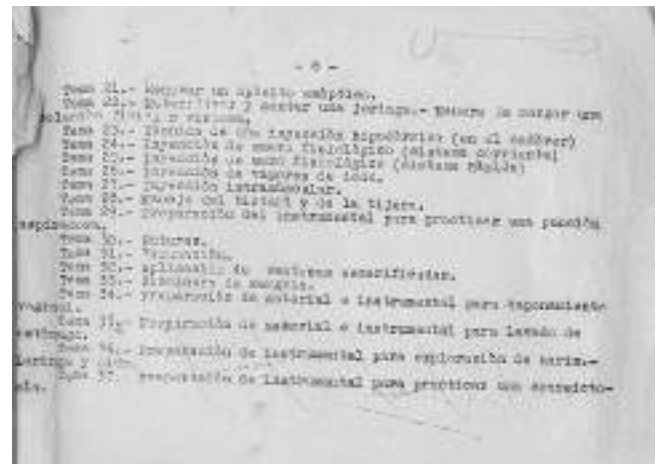 Tema 21.- Renovar un apósito aséptico.
Tema 22.- Esterilizar y montar una jeringa.- Manera de cargar una
solución
Tema 23.- Técnica de una inyección hipodérmica (en el cadáver)
Tema 24.- Inyección de suero fisiológico (sistema corriente)
Tema 25.- Inyección de suero fisiológico (sistema rápido)
Tema 26.- de vapores de iodo.
Tema 27.- Inyección intramuscular.
Tema 28.- Manejo del bisturí y de la tijera.
Tema 29.- Preparación del instrumental para practicar una punción
Tema 30.- Suturas.
Tema 31.- Vacunación.
Tema 32.- Aplicación de ventosas escarificadas.
Tema 33.- de sangría.
Tema 34.- Preparación de material e instrumental para taponamiento
vaginal.
Tema 35.- Preparación de material e instrumental para lavado de
estómago.
Tema 36.- Preparación de instrumental para exploración de nariz.-
laringe y
Tema 37. Preparación de instrumental para practicar una